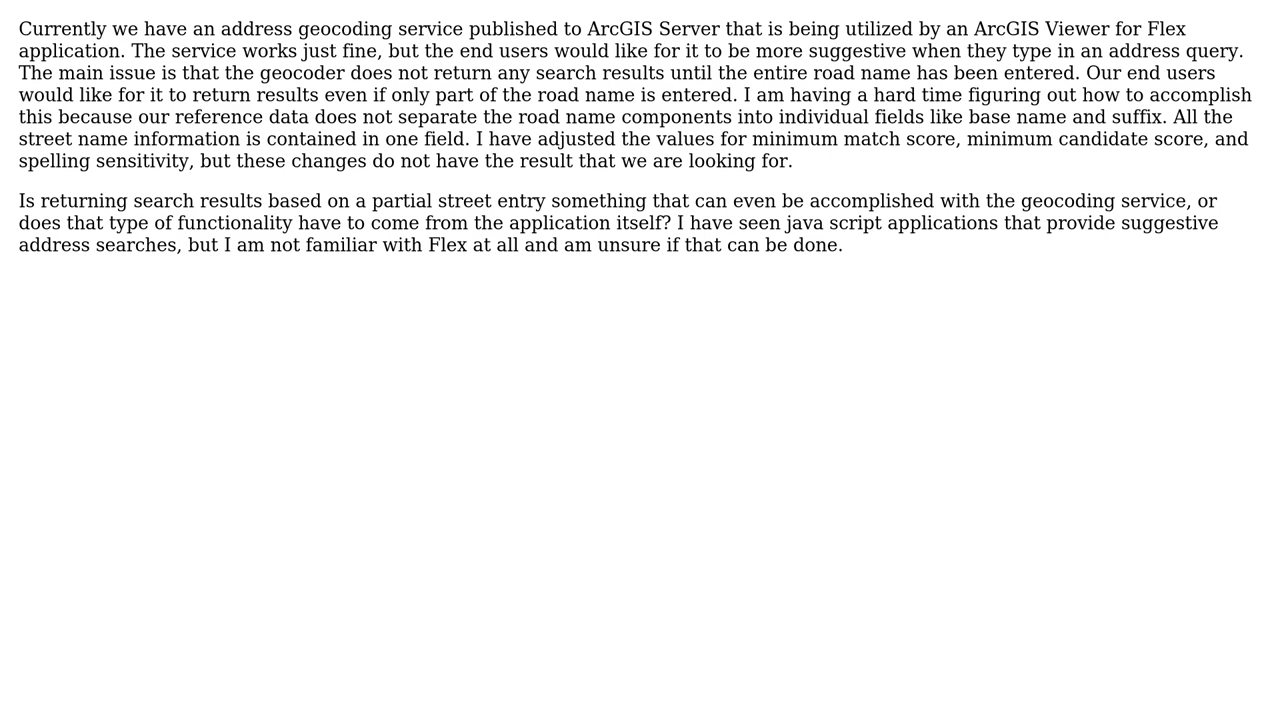 Currently we have an address geocoding service published to ArcGIS Server that is being utilized by an ArcGIS Viewer for Flex
application. The service works just fine, but the end users would like for it to be more suggestive when they type in an address query.
The main issue is that the geocoder does not return any search results until the entire road name has been entered. Our end users
would like for it to return results even if only part of the road name is entered. I am having a hard time figuring out how to accomplish
this because our reference data does not separate the road name components into individual fields like base name and suffix. All the
street name information is contained in one field. I have adjusted the values for minimum match score, minimum candidate score, and
spelling sensitivity, but these changes do not have the result that we are looking for.
Is returning search results based on a partial street entry something that can even be accomplished with the geocoding service, or
does that type of functionality have to come from the application itself? I have seen java script applications that provide suggestive
address searches, but I am not familiar with Flex at all and am unsure if that can be done.